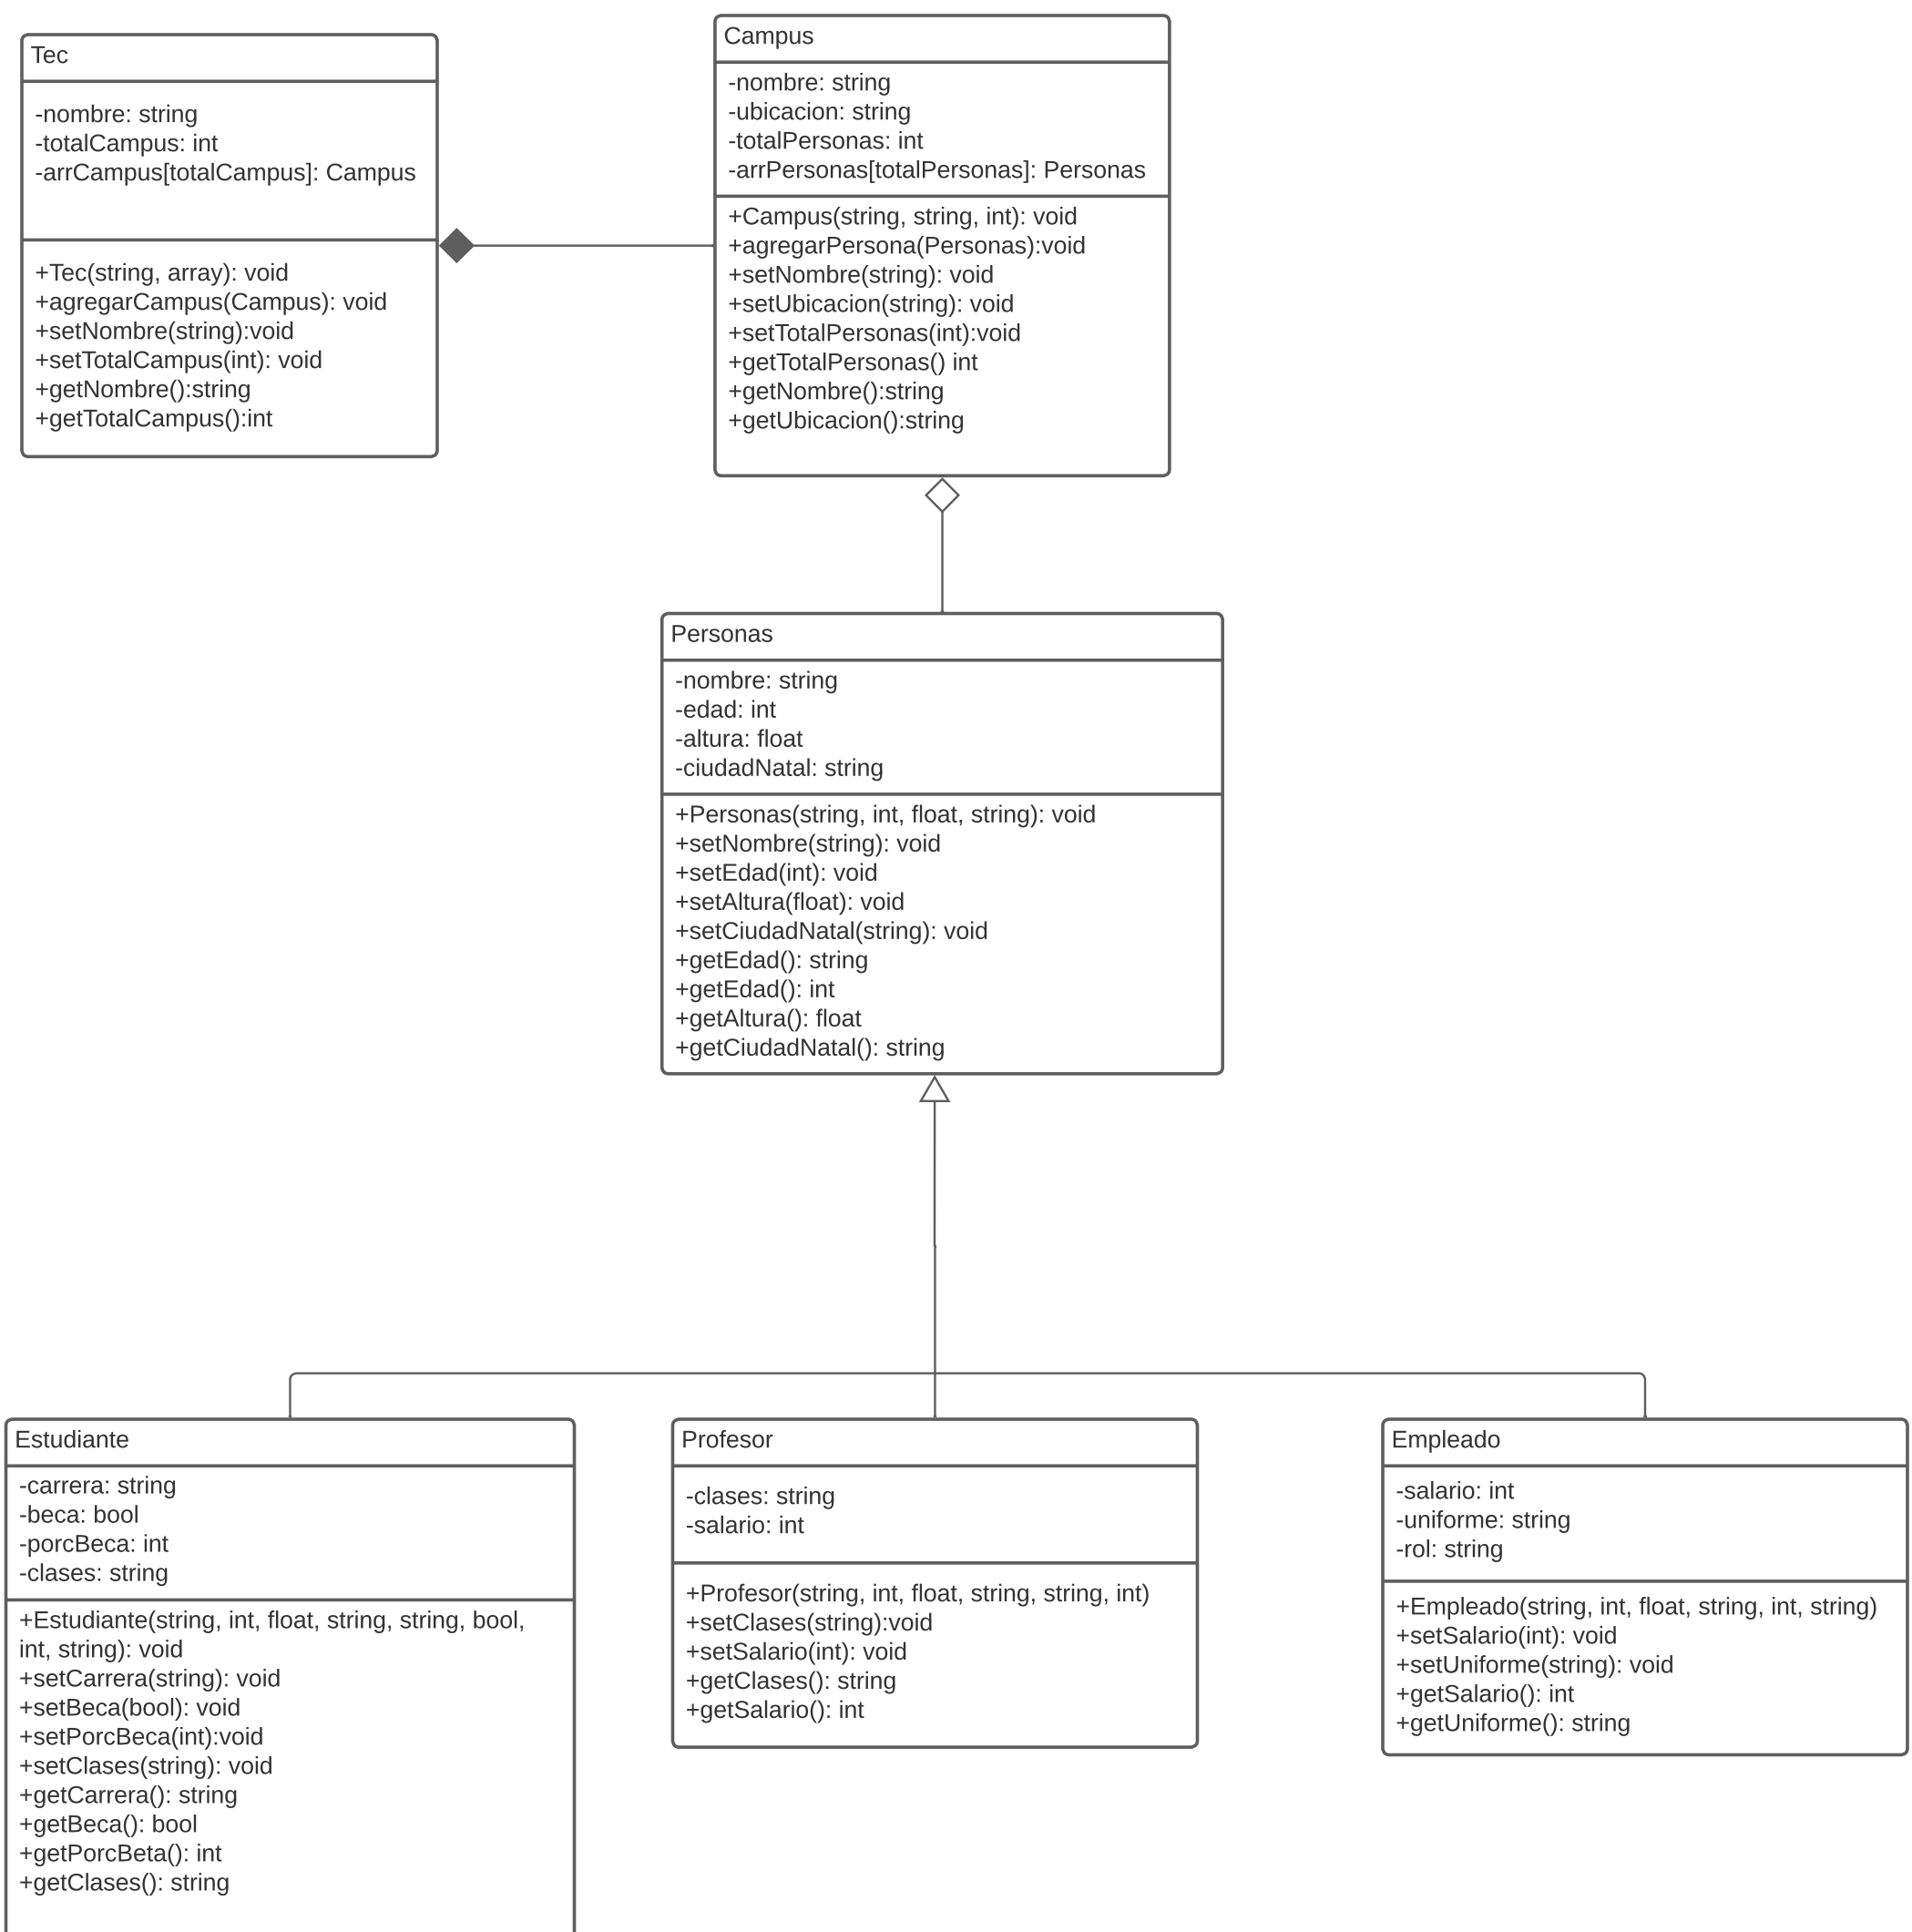 Tec
-nombre: string
-totalCampus: int
-arrCampus[totalCampus]: Campus
+Tec(string, array): void
+agregarCampus(Campus): void
+setNombre(string):void
+setTotalCampus(int): void
+getNombre():string
+getTotalCampus():int
Campus
-nombre: string
-ubicacion: string
-totalPersonas: int
-arrPersonas[totalPersonas]: Personas
+Campus(string, string, int): void
+agregarPersona(Personas):void
+setNombre(string): void
+setUbicacion(string): void
+setTotalPersonas(int):void
+getTotalPersonas() int
+getNombre():string
+getUbicacion():string
Personas
-nombre: string
-edad: int
-altura: float
-ciudadNatal: string
+Personas(string, int, float, string): void
+setNombre(string): void
+setEdad(int): void
+setAltura(float): void
+setCiudadNatal(string): void
+getEdad(): string
+getEdad(): int
+getAltura(): float
+getCiudadNatal(): string
Estudiante
-carrera: string
-beca: bool
-porcBeca: int
-clases: string
+Estudiante(string, int, float, string, string, bool,
int, string): void
+setCarrera(string): void
+setBeca(bool): void
+setPorcBeca(int):void
+setClases(string): void
+getCarrera(): string
+getBeca(): bool
+getPorcBeta(): int
+getClases(): string
Profesor
-clases: string
-salario: int
+Profesor(string, int, float, string, string, int)
+setClases(string):void
+setSalario(int): void
+getClases(): string
+getSalario(): int
Empleado
-salario: int
-uniforme: string
-rol: string
+Empleado(string, int, float, string, int, string)
+setSalario(int): void
+setUniforme(string): void
+getSalario(): int
+getUniforme(): string